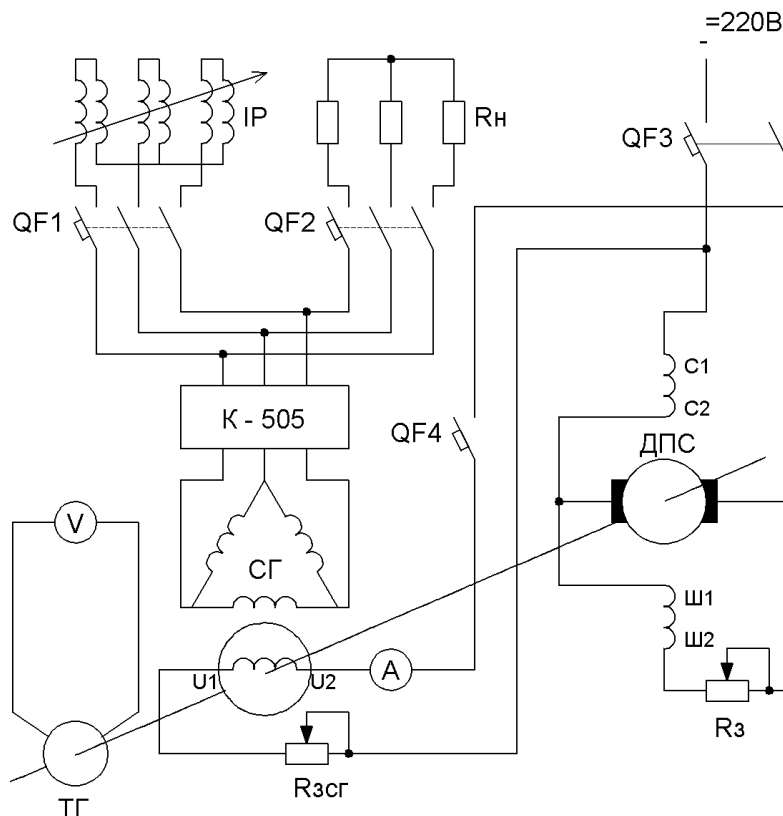 =220В
-
IP
Rн
QF3
QF1
QF2
С1
С2
К - 505
QF4
ДПС
V
СГ
Ш1
Ш2
U1
U2
A
Rз
Rзсг
ТГ